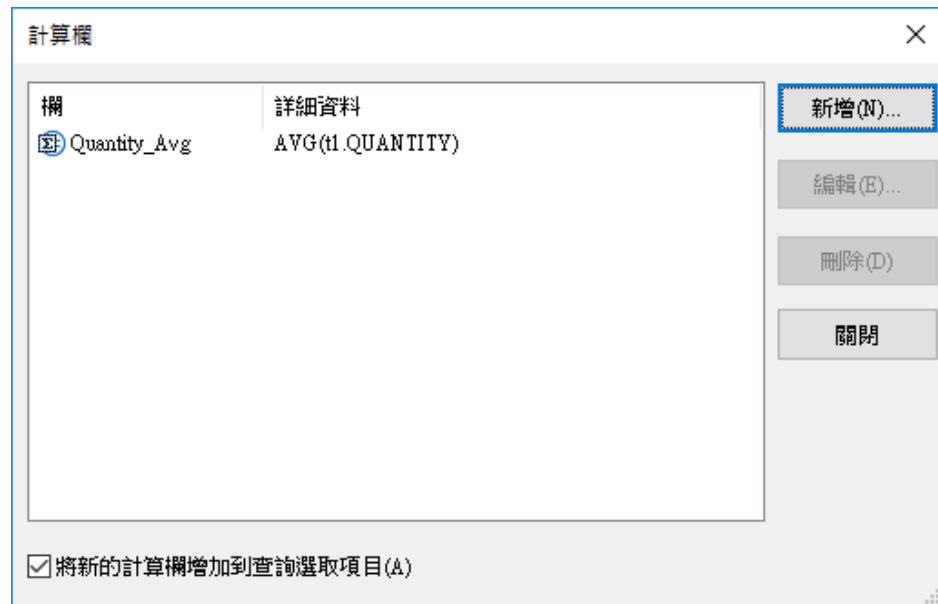 計算欄
欄 詳細資料
Quantity_Avg AVG(t1.QUANTITY)
新增(N)...
編輯(E)...
刪除(D)
關閉
將新的計算欄增加到查詢選取項目(A)